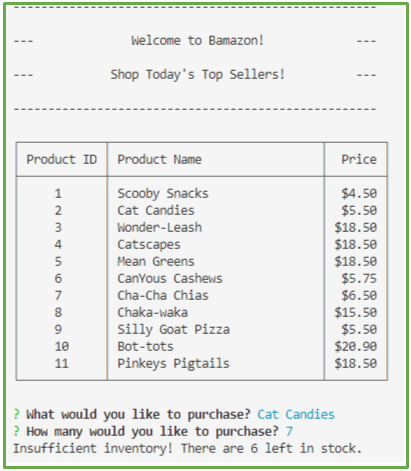 Welcome to Bamazon!
Shop Today's Top Sellers!
Product ID Product Name Price
1 Scooby Snacks $4.50
2 Cat Candies $5.50
3 Wonder-Leash $18.50
4 Catscapes $18.50
5 Mean Greens $18.50
6 CanYous Cashews $5.75
7 Cha-Cha Chias $6.50
8 Chaka-waka $15.50
9 Silly Goat Pizza $5.50
10 Bot-tots $20.90
11 Pinkeys Pigtails $18.50
? What would you like to purchase? Cat Candies
? How many would you like to purchase? 7
Insufficient inventory! There are 6 left in stock.